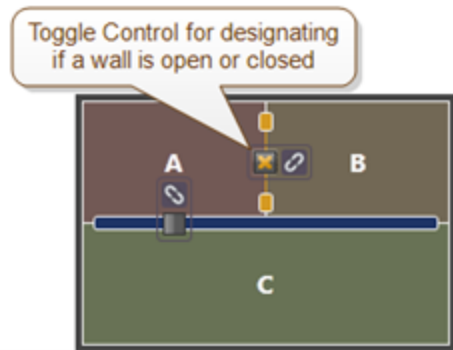 Toggle Control for designating
if a wall is open or closed
A
B
C